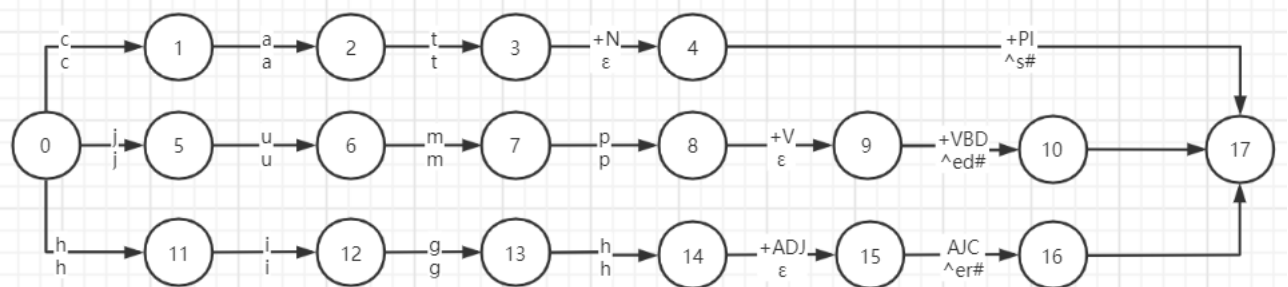 c a t +N +Pl
c a t ε ^s#
0 1 2 3 4 17
j u m p +V +VBD
j u m p ε ^ed#
5 6 7 8 9 10
h i g h +ADJ AJC
h i g h ε ^er#
11 12 13 14 15 16